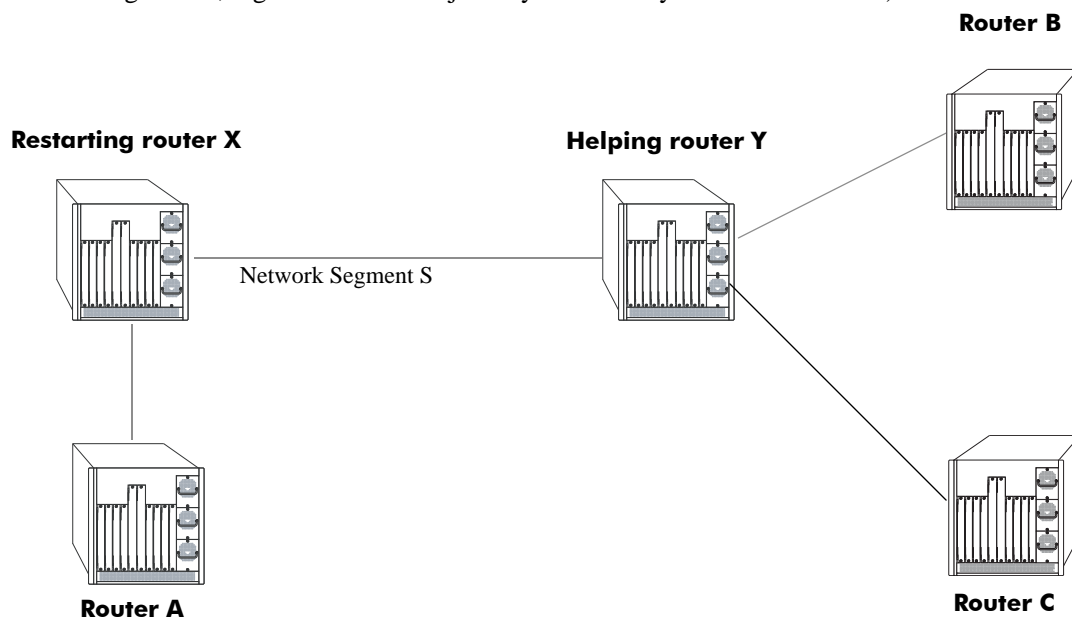 Router B
Restarting router X
Helping router Y
Network Segment S
Router A
Router C